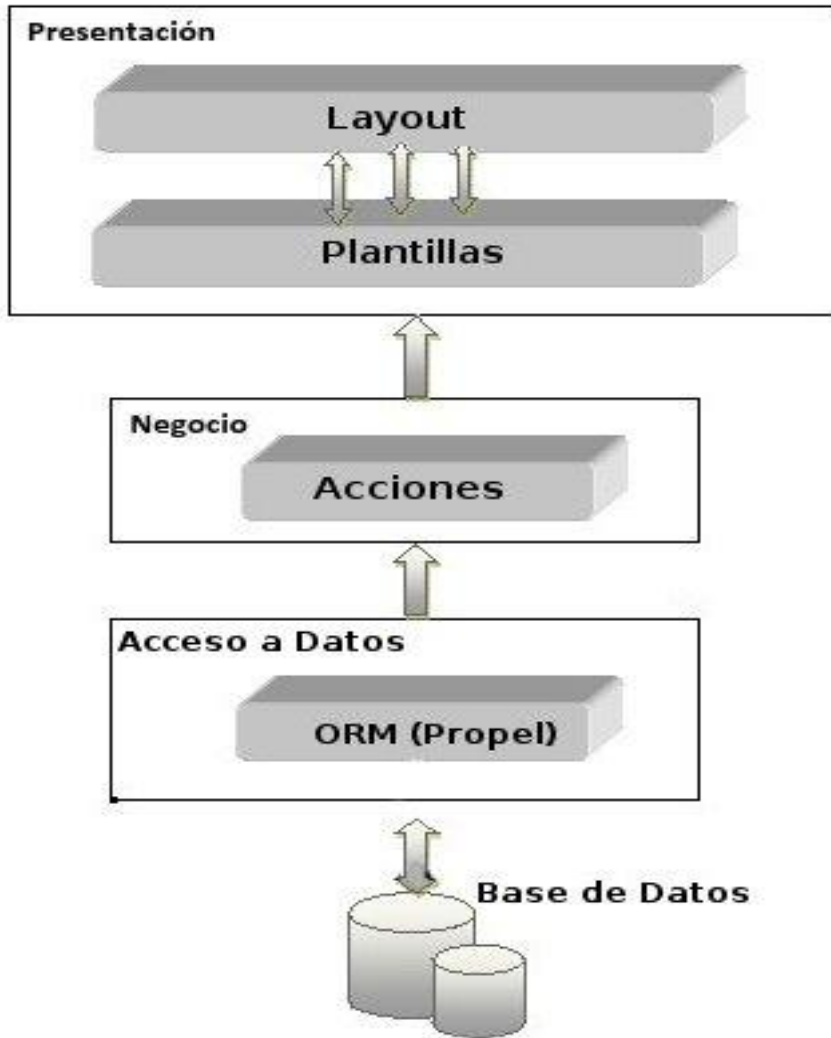 Presentación
Layout
Plantillas
Negocio
Acciones
Acceso a Datos
ORM (Propel)
Base de Datos